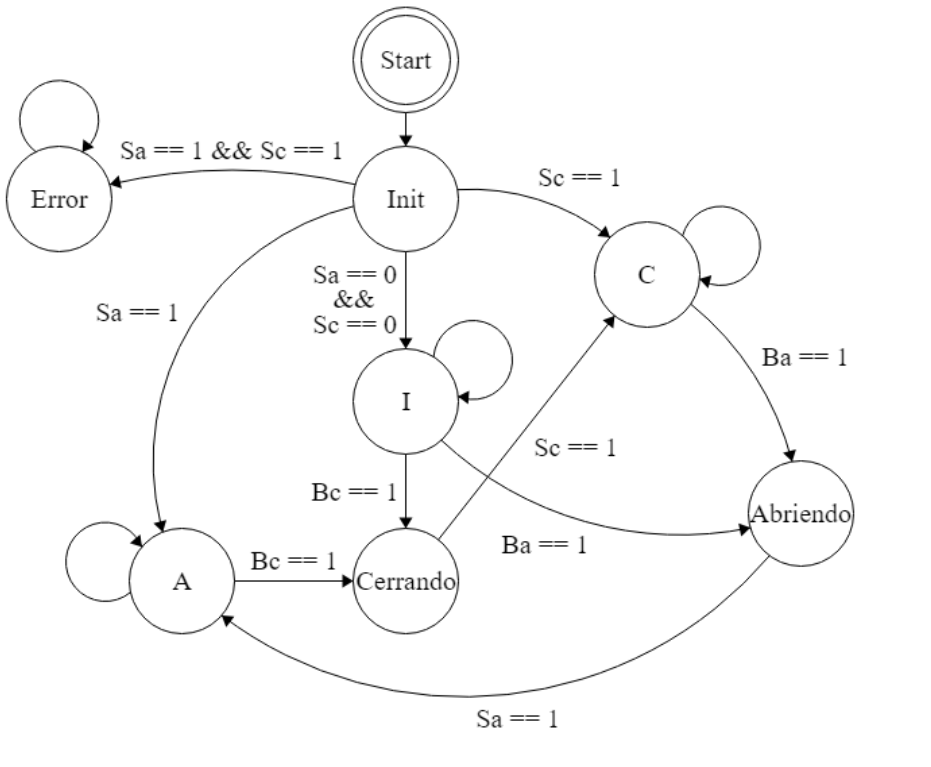 Start
Sa == 1 && Sc == 1
Sc == 1
Error
Init
C
Sa == 0
&&
Sc == 0
Sa == 1
Ba == 1
I
Sc == 1
Bc == 1
Abriendo
Ba == 1
Bc == 1
A
Cerrando
Sa == 1